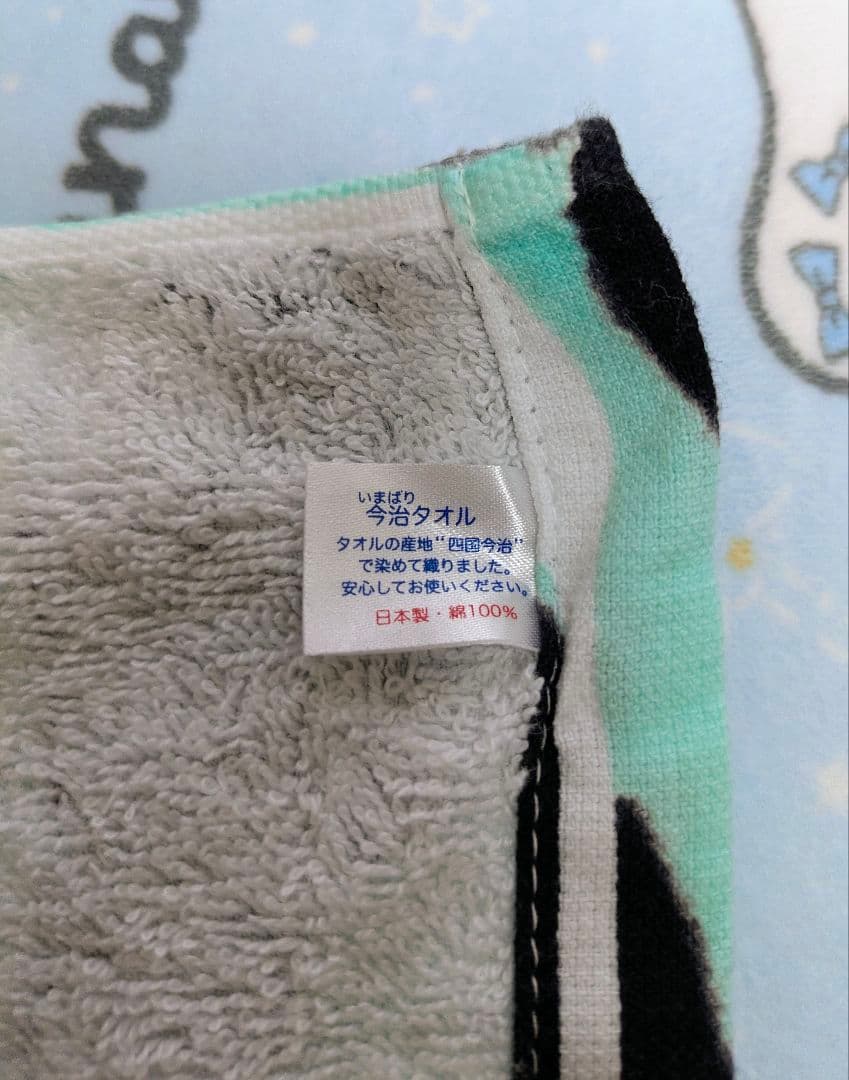 いまばり
今治タオル
タオルの産地"四國今治"
で染めて織りました。
安心してお使いください。
日本製・綿100%